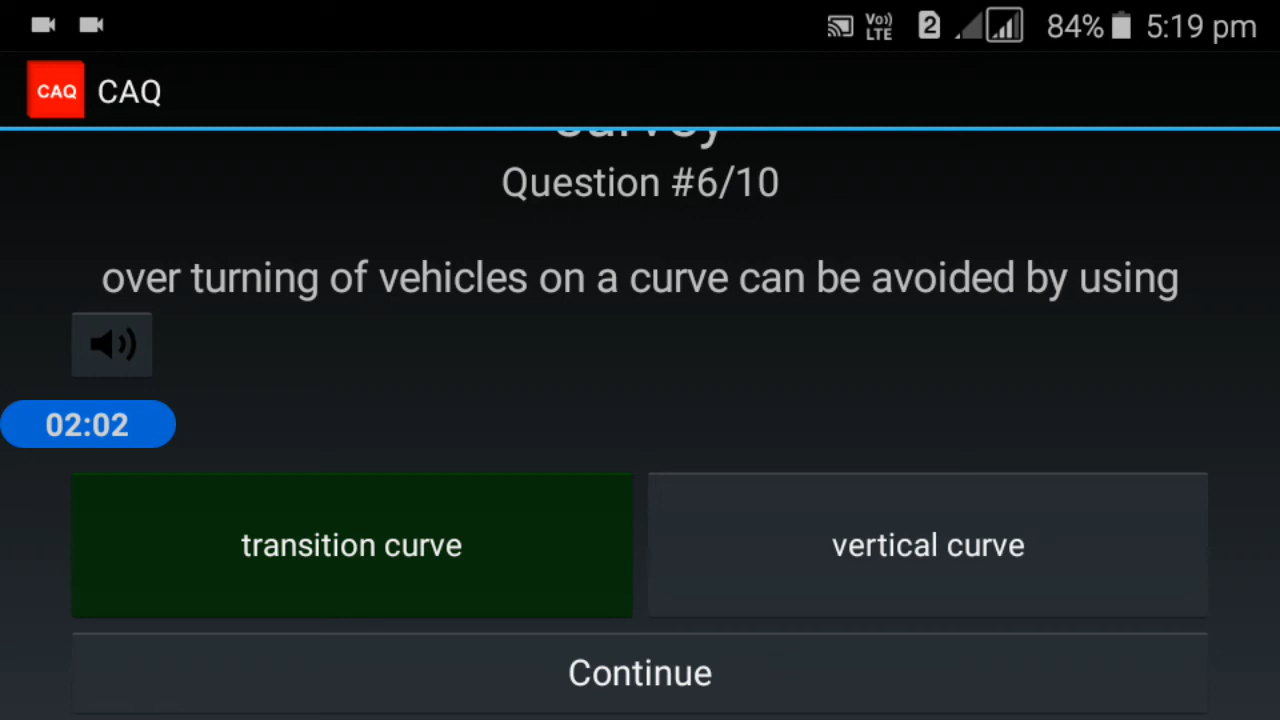 Vo)) LTE 2 84% 5:19 pm
CAQ CAQ
Question #6/10
over turning of vehicles on a curve can be avoided by using
02:02
transition curve vertical curve
Continue